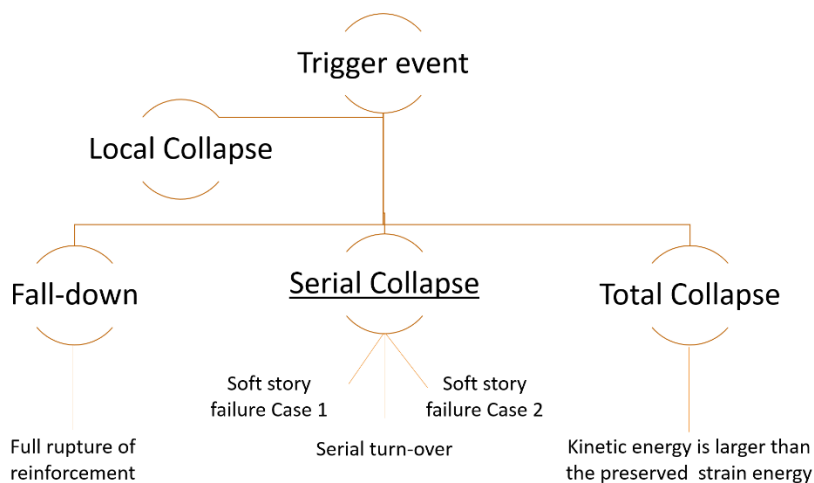 Trigger event
Local Collapse
Fall-down
Serial Collapse
Total Collapse
Soft story
failure Case 1
Soft story
failure Case 2
Serial turn-over
Full rupture of
reinforcement
Kinetic energy is larger than
the preserved strain energy